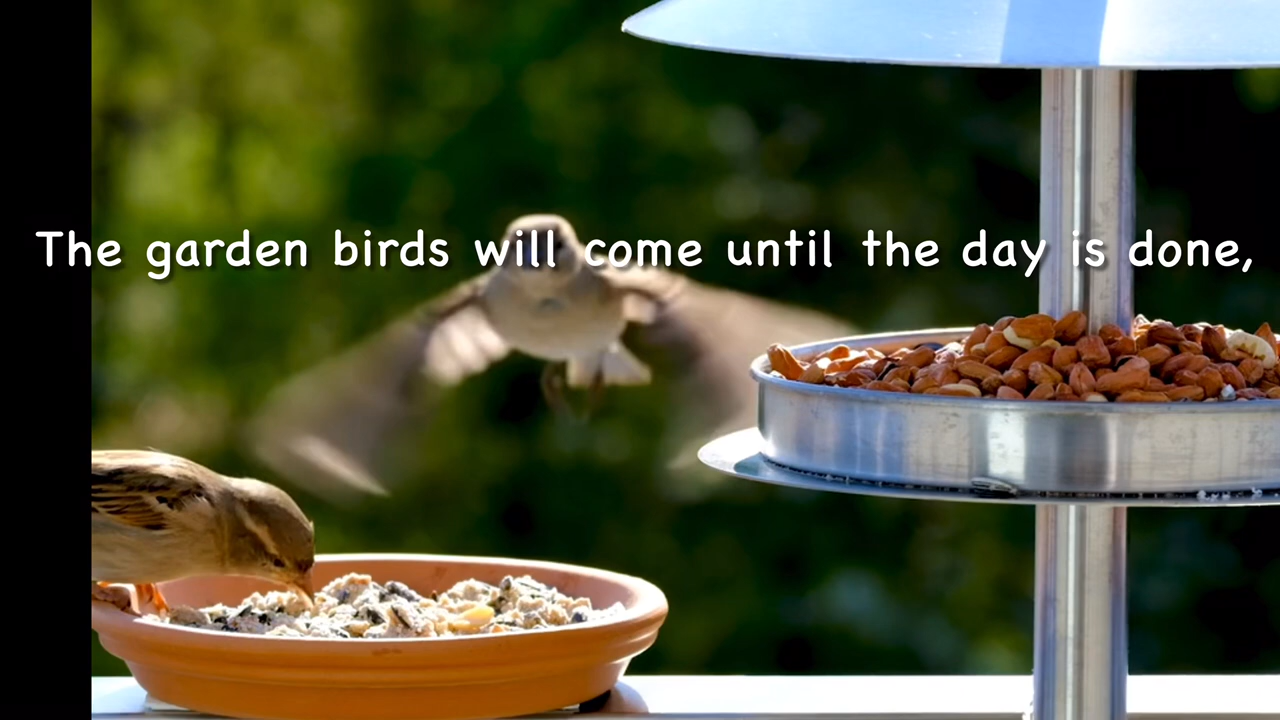 The garden birds will come until the day is done,